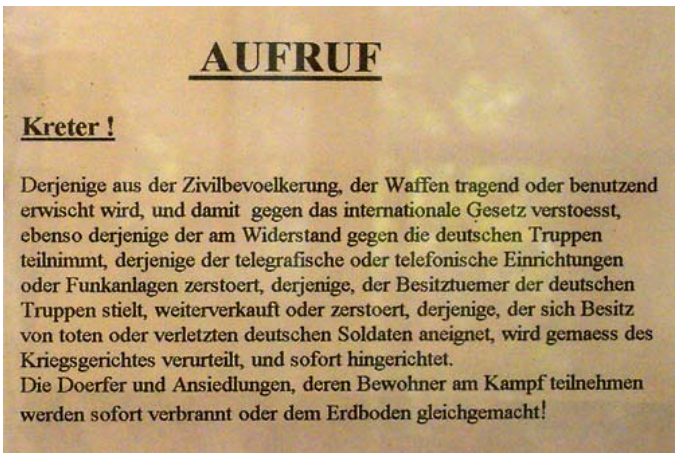 AUFRUF
Kreter !
Derjenige aus der Zivilbevoelkerung, der Waffen tragend oder benutzend
erwischt wird, und damit gegen das internationale Gesetz verstoesst,
ebenso derjenige der am Widerstand gegen die deutschen Truppen
teilnimmt, derjenige der telegrafische oder telefonische Einrichtungen
oder Funkanlagen zerstoert, derjenige, der Besitztuemer der deutschen
Truppen stielt, weiterverkauft oder zerstoert, derjenige, der sich Besitz
von toten oder verletzten deutschen Soldaten aneignet, wird gemaess des
Kriegsgerichtes verurteilt, und sofort hingerichtet.
Die Doerfer und Ansiedlungen, deren Bewohner am Kampf teilnehmen
werden sofort verbrannt oder dem Erdboden gleichgemacht!